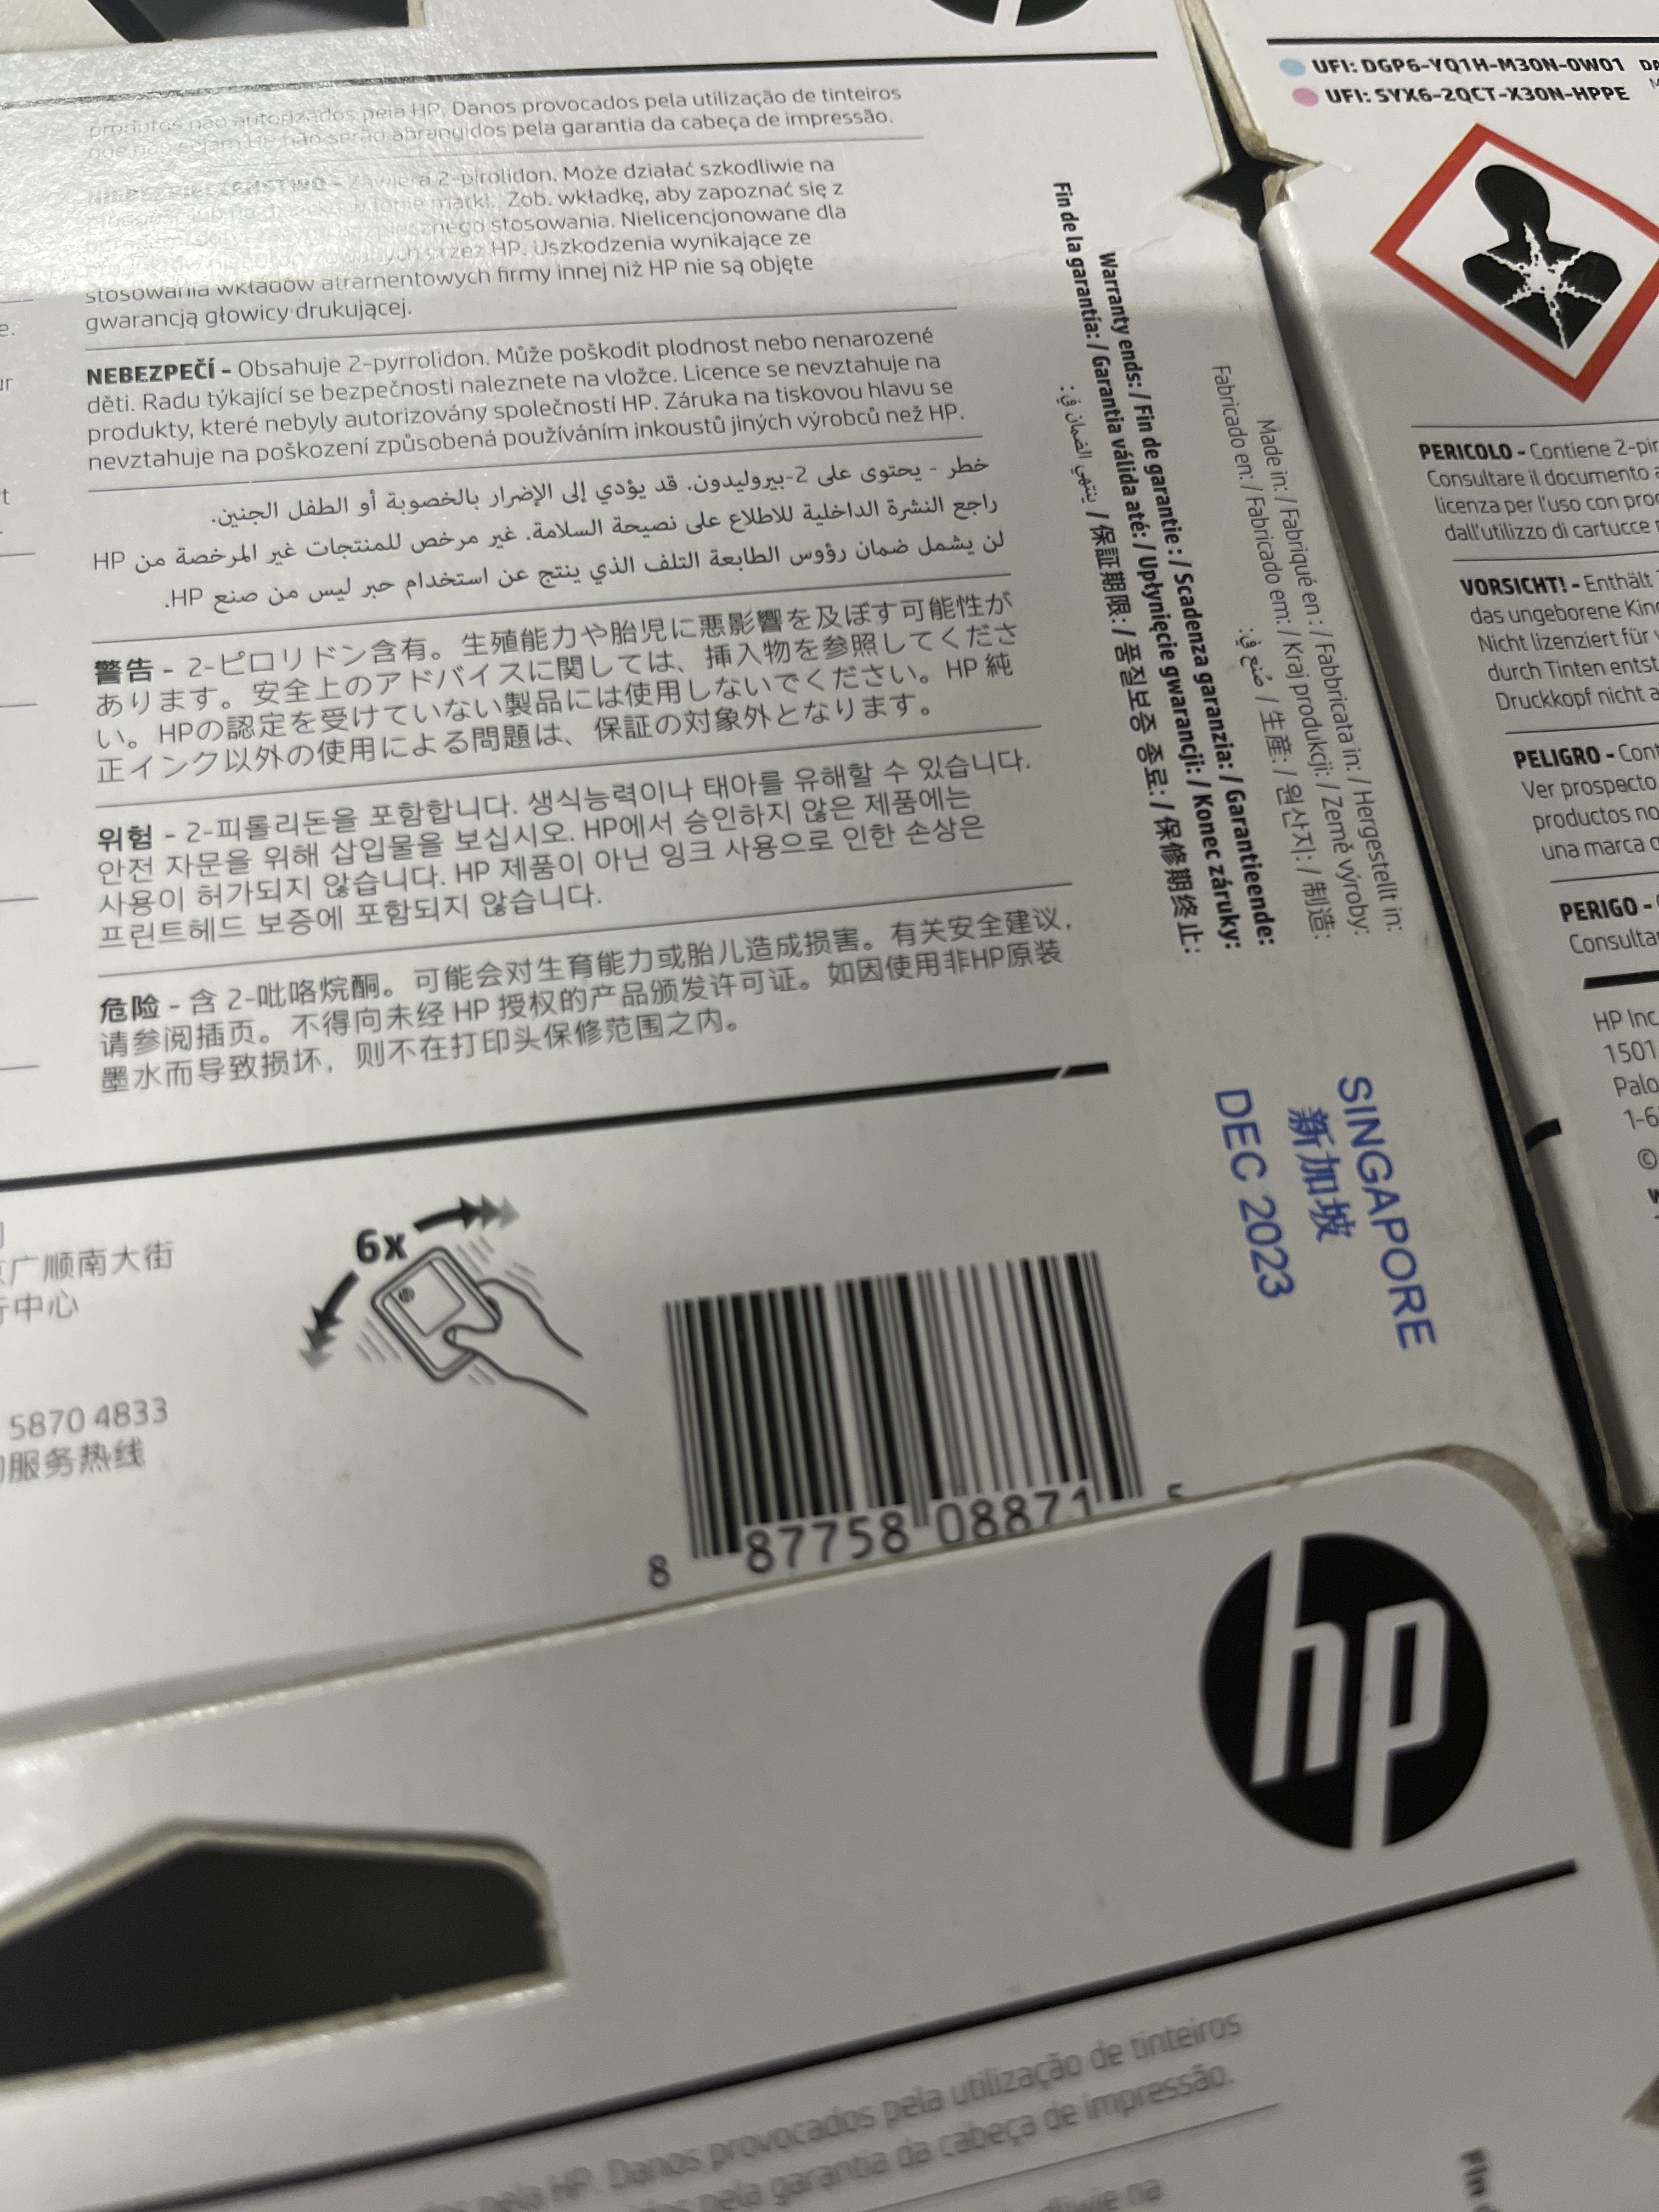 UFI: DGP6-YQ1H-M30N-0W01
UFI: SYX6-2QCT-X30N-HPPE
produtos não autorizados pela HP. Danos provocados pela utilização de tinteiros
que não sejam HP não serão abrangidos pela garantia da cabeça de impressão.
NIEBEZPIECZEŃSTWO - Zawiera 2-pirolidon. Może działać szkodliwie na
matki. Zob. wkładkę, aby zapoznać się z
stosowania. Nielicencjonowane dla
przez HP. Uszkodzenia wynikające ze
stosowania wkładów atramentowych firmy innej niż HP nie są objęte
gwarancją głowicy drukującej.
NEBEZPEČÍ - Obsahuje 2-pyrrolidon. Může poškodit plodnost nebo nenarozené
děti. Radu týkající se bezpečnosti naleznete na vložce. Licence se nevztahuje na
produkty, které nebyly autorizovány společností HP. Záruka na tiskovou hlavu se
nevztahuje na poškození způsobená používáním inkoustů jiných výrobců než HP.
خطر - يحتوى على 2-بيروليدون. قد يؤدي إلى الإضرار بالخصوبة أو الطفل الجنين.
راجع النشرة الداخلية للاطلاع على نصيحة السلامة. غير مرخص للمنتجات غير المرخصة من HP
لن يشمل ضمان رؤوس الطابعة التلف الذي ينتج عن استخدام حبر ليس من صنع HP.
警告 - 2-ピロリドン含有。生殖能力や胎児に悪影響を及ぼす可能性が
あります。安全上のアドバイスに関しては、挿入物を参照してくださ
い。HPの認定を受けていない製品には使用しないでください。HP 純
正インク以外の使用による問題は、保証の対象外となります。
위험 - 2-피롤리돈을 포함합니다. 생식능력이나 태아를 유해할 수 있습니다.
안전 자문을 위해 삽입물을 보십시오. HP에서 승인하지 않은 제품에는
사용이 허가되지 않습니다. HP 제품이 아닌 잉크 사용으로 인한 손상은
프린트헤드 보증에 포함되지 않습니다.
危险 - 含 2-吡咯烷酮。可能会对生育能力或胎儿造成损害。有关安全建议,
请参阅插页。不得向未经 HP 授权的产品颁发许可证。如因使用非HP原装
墨水而导致损坏，则不在打印头保修范围之内。
Warranty ends: / Fin de garantie : / Scadenza garanzia: / Garantieende:
Fin de la garantía: / Garantia válida até: / Upłynięcie gwarancji: / Konec záruky:
ينتهي الضمان في: / 保証期限: / 품질보증 종료: / 保修期终止:
Made in: / Fabriqué en : / Fabbricata in: / Hergestellt in:
Fabricado en: / Fabricado em: / Kraj produkcji: / Země výroby:
صُنع في: / 生産: / 원산지: / 制造:
SINGAPORE
新加坡
DEC 2023
PERICOLO - Contiene 2-pir
Consultare il documento a
licenza per l'uso con pro
dall'utilizzo di cartucce
VORSICHT! - Enthält
das ungeborene Kind
Nicht lizenziert für
durch Tinten entst
Druckkopf nicht a
PELIGRO - Cont
Ver prospecto
productos no
una marca
PERIGO -
Consulta
HP Inc
1501
Palo
1-6
©
广顺南大街
中心
5870 4833
服务热线
6x
8 87758 08871 5
hp
pela HP. Danos provocados pela utilização de tinteiros
pela garantia da cabeça de impressão.
Fin